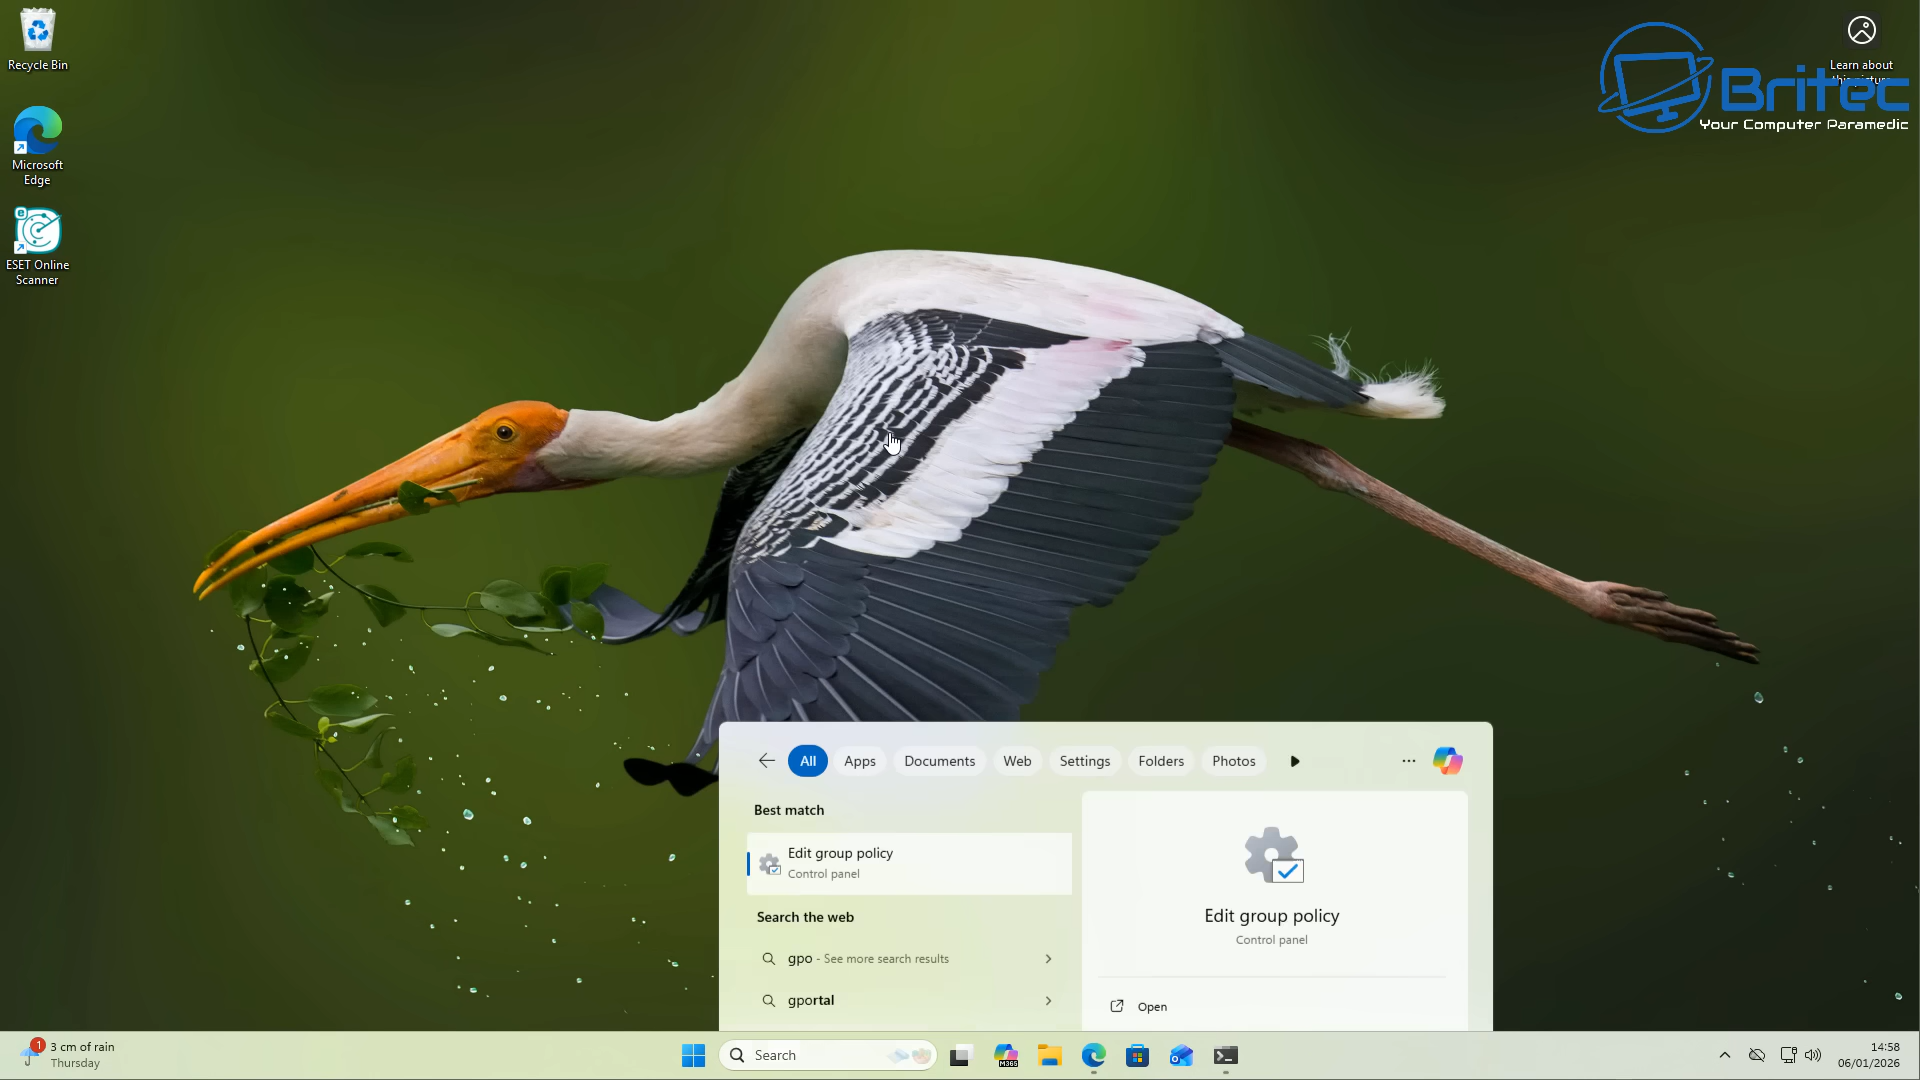 Recycle Bin
Microsoft
Edge
ESET Online
Scanner
Learn about
this picture
Britec
Your Computer Paramedic
All
Apps
Documents
Web
Settings
Folders
Photos
Best match
Edit group policy
Control panel
Search the web
gpo - See more search results
gportal
Edit group policy
Control panel
Open
1
3 cm of rain
Thursday
Search
M365
14:58
06/01/2026